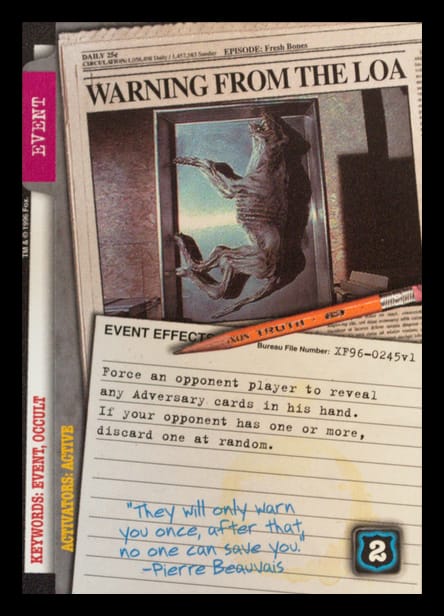 DAILY 25¢
EPISODE: Fresh Bones
WARNING FROM THE LOA
EVENT
TM & © 1996 Fox.
EVENT EFFECTS
TRUTH
Bureau File Number: XF96-0245v1
Force an opponent player to reveal
any Adversary cards in his hand.
If your opponent has one or more,
discard one at random.
"They will only warn
you once, after that,
no one can save you."
-Pierre Beauvais
2
KEYWORDS: EVENT, OCCULT
ACTIVATORS: ACTIVE